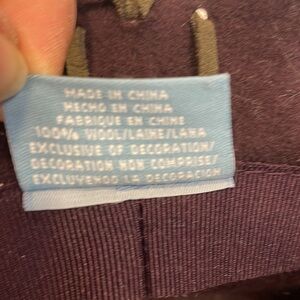 MADE IN CHINA
HECHO EN CHINA
FABRIQUE EN CHINE
100% WOOL/LAINE/LANA
EXCLUSIVE OF DECORATION/
DECORATION NON COMPRISE/
EXCLUYENDO LA DECORACION